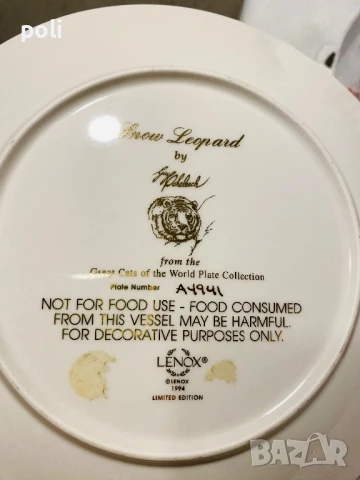 poli
Snow Leopard
by
from the
Great Cats of the World Plate Collection
Plate Number A4941
NOT FOR FOOD USE - FOOD CONSUMED
FROM THIS VESSEL MAY BE HARMFUL.
FOR DECORATIVE PURPOSES ONLY.
LENOX®
©LENOX
1994
LIMITED EDITION
BAZAR